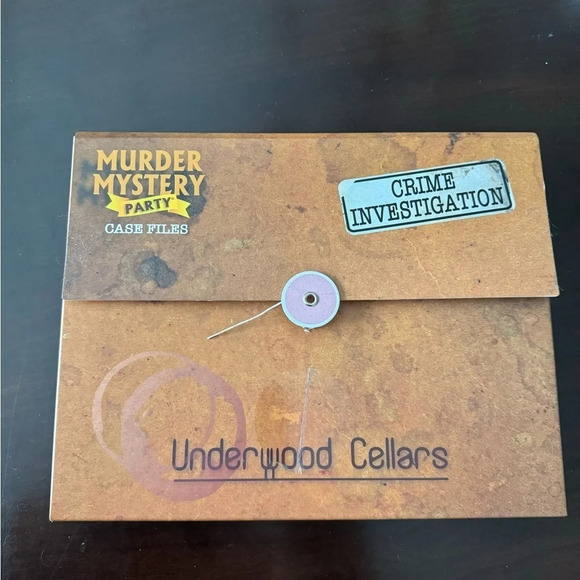 MURDER
MYSTERY
PARTY
CASE FILES
CRIME
INVESTIGATION
Underwood Cellars